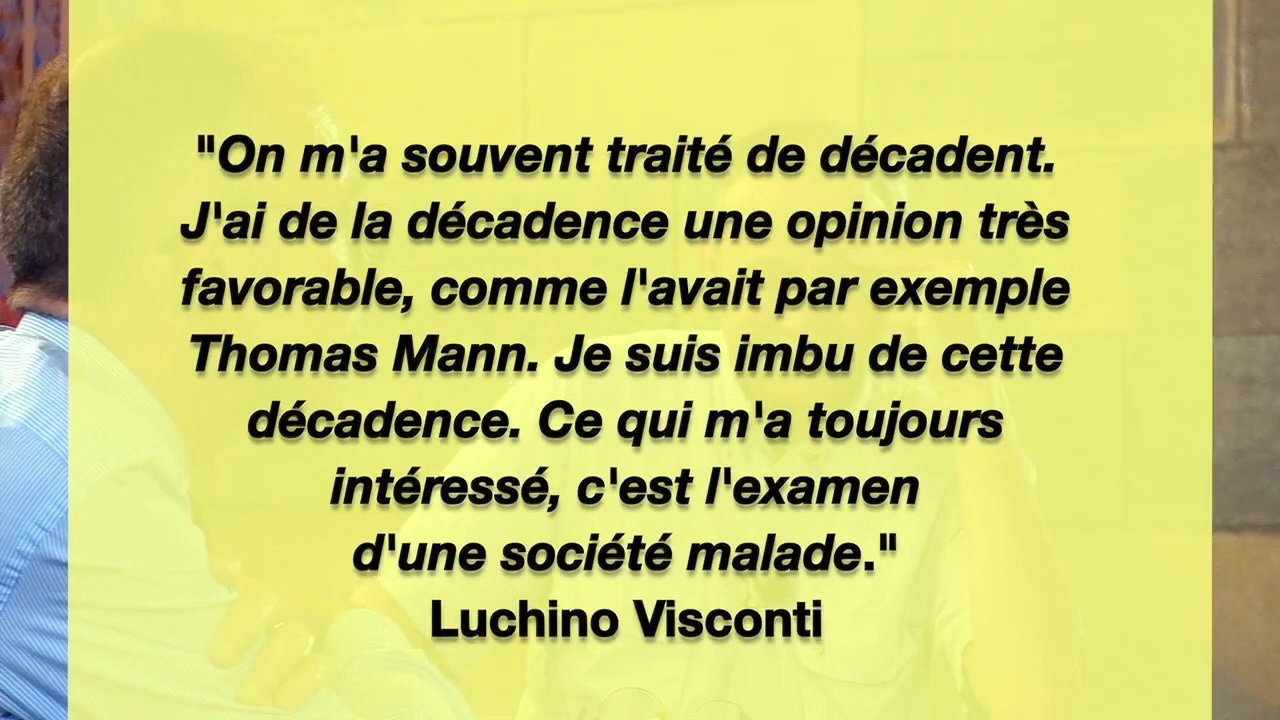 "On m'a souvent traité de décadent.
J'ai de la décadence une opinion très
favorable, comme l'avait par exemple
Thomas Mann. Je suis imbu de cette
décadence. Ce qui m'a toujours
intéressé, c'est l'examen
d'une société malade."
Luchino Visconti